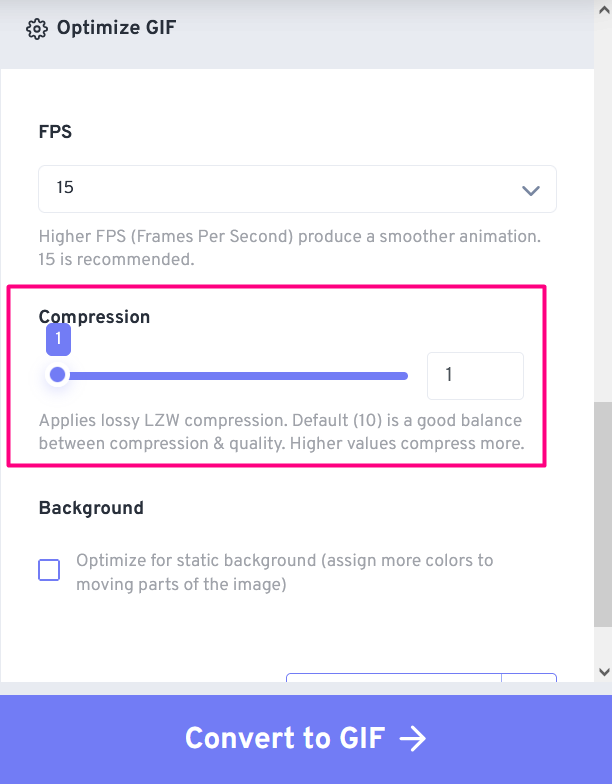 Optimize GIF
FPS
15
Higher FPS (Frames Per Second) produce a smoother animation.
15 is recommended.
Compression
1
1
Applies lossy LZW compression. Default (10) is a good balance
between compression & quality. Higher values compress more.
Background
Optimize for static background (assign more colors to
moving parts of the image)
Convert to GIF